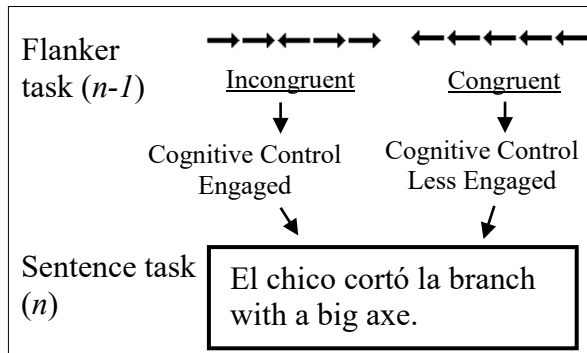 Flanker
task (n-1)
Incongruent
Congruent
Cognitive Control
Engaged
Cognitive Control
Less Engaged
Sentence task
(n)
El chico cortó la branch
with a big axe.